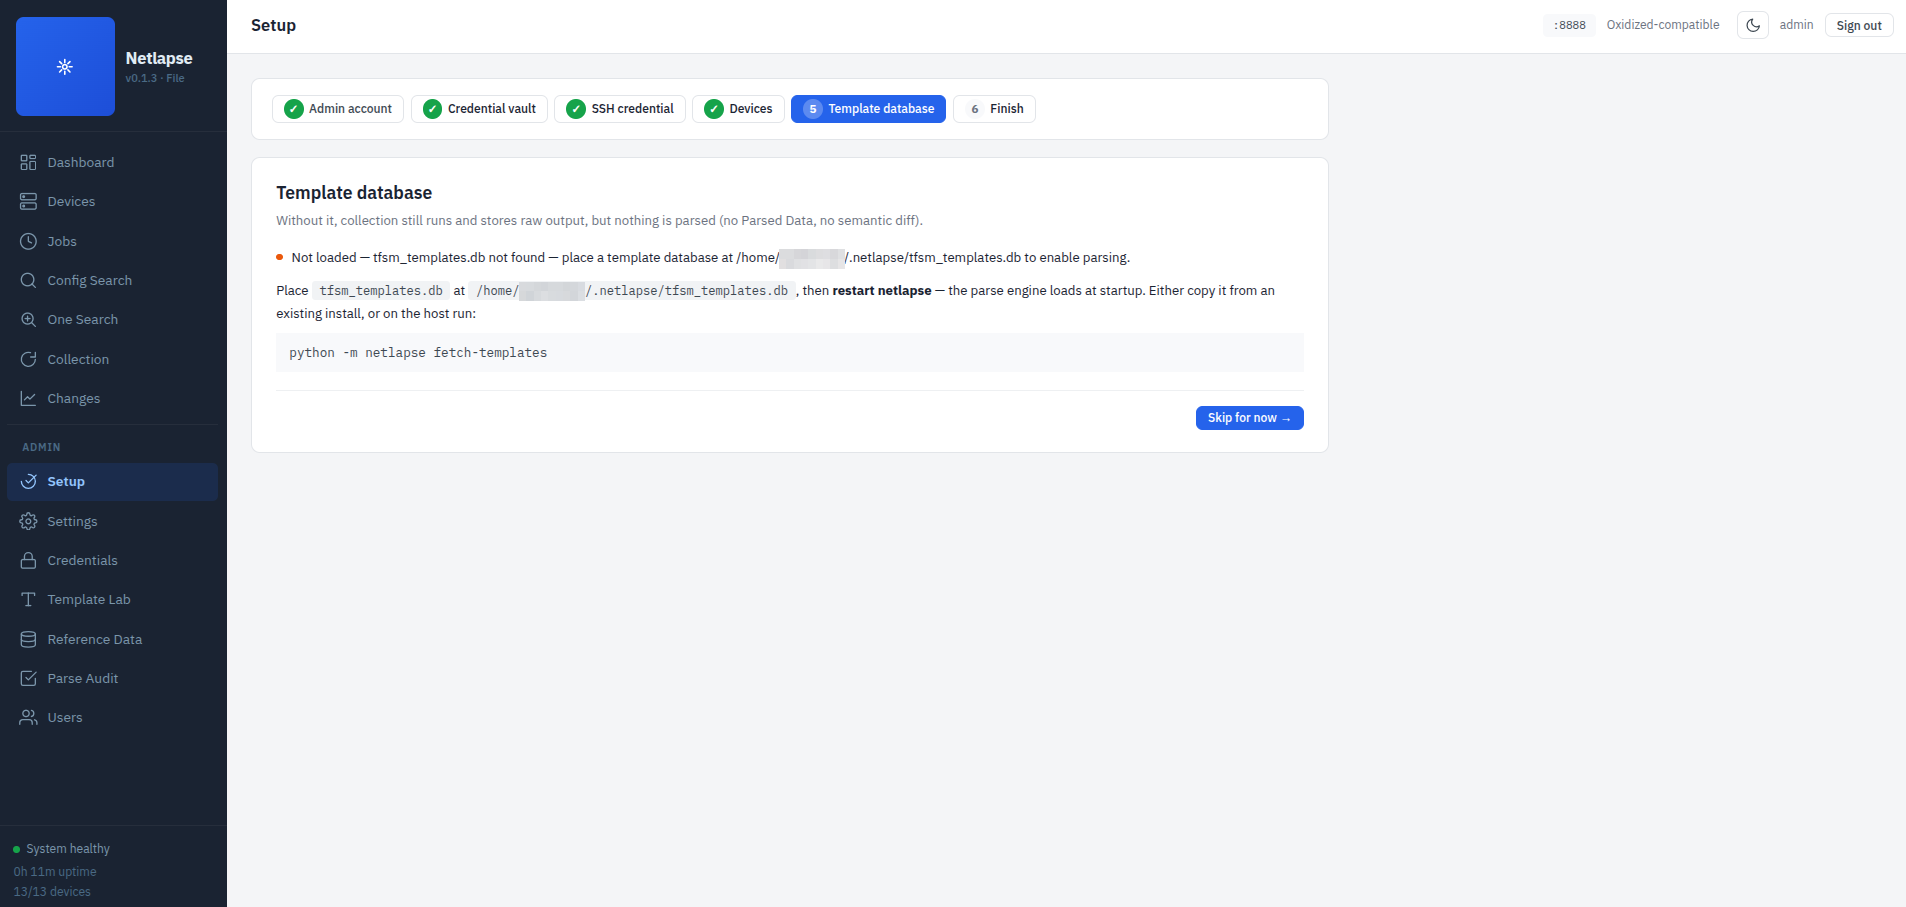 Netlapse
v0.1.3 · File
Dashboard
Devices
Jobs
Config Search
One Search
Collection
Changes
ADMIN
Setup
Settings
Credentials
Template Lab
Reference Data
Parse Audit
Users
System healthy
0h 11m uptime
13/13 devices
Setup
:8888 Oxidized-compatible admin Sign out
✓ Admin account ✓ Credential vault ✓ SSH credential ✓ Devices 5 Template database 6 Finish
Template database
Without it, collection still runs and stores raw output, but nothing is parsed (no Parsed Data, no semantic diff).
Not loaded — tfsm_templates.db not found — place a template database at /home/ /.netlapse/tfsm_templates.db to enable parsing.
Place tfsm_templates.db at /home/ /.netlapse/tfsm_templates.db , then restart netlapse — the parse engine loads at startup. Either copy it from an
existing install, or on the host run:
python -m netlapse fetch-templates
Skip for now →